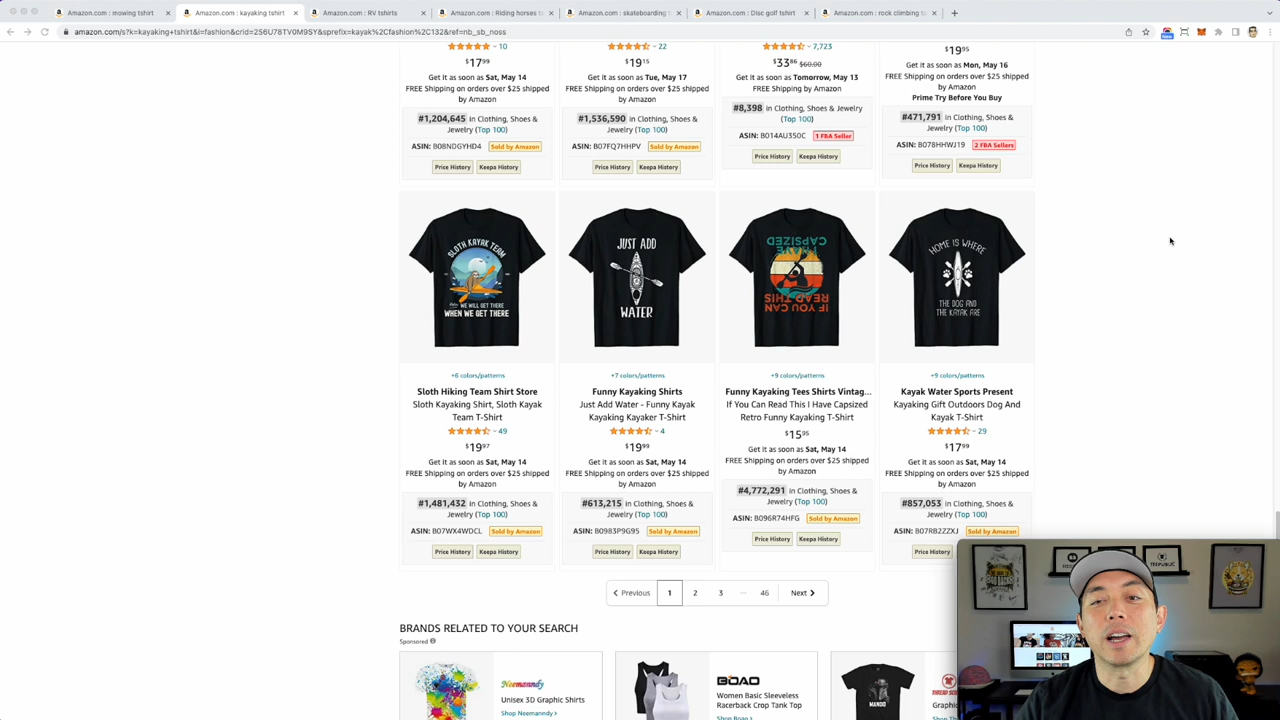 Amazon.com : mowing tshirt
Amazon.com : kayaking tshirt
Amazon.com : RV tshirts
Amazon.com : Riding horses t
Amazon.com: skateboarding t
Amazon.com : Disc golf tshirt
Amazon.com : rock climbing t
amazon.com/s?k=kayaking+tshirt&i=fashion&crid=2S6U78TV0M9SY&sprefix=kayak%2Cfashion%2C132&ref=nb_sb_noss
- 10
$17⁹⁹
Get it as soon as Sat, May 14
FREE Shipping on orders over $25 shipped
by Amazon
#1,204,645 in Clothing, Shoes &
Jewelry (Top 100)
ASIN: B08NDGYHD4 Sold by Amazon
Price History Keepa History
- 22
$19¹⁵
Get it as soon as Tue, May 17
FREE Shipping on orders over $25 shipped
by Amazon
#1,536,590 in Clothing, Shoes &
Jewelry (Top 100)
ASIN: B07FQ7HHPV Sold by Amazon
Price History Keepa History
- 7,723
$33⁸⁶ $60.00
Get it as soon as Tomorrow, May 13
FREE Shipping by Amazon
#8,398 in Clothing, Shoes & Jewelry
(Top 100)
ASIN: B014AU350C 1 FBA Seller
Price History Keepa History
$19⁹⁵
Get it as soon as Mon, May 16
FREE Shipping on orders over $25 shipped
by Amazon
Prime Try Before You Buy
#471,791 in Clothing, Shoes &
Jewelry (Top 100)
ASIN: B078HHWJ19 2 FBA Sellers
Price History Keepa History
SLOTH KAYAK TEAM
WE WILL GET THERE
WHEN WE GET THERE
+6 colors/patterns
Sloth Hiking Team Shirt Store
Sloth Kayaking Shirt, Sloth Kayak
Team T-Shirt
- 49
$19⁹⁷
Get it as soon as Sat, May 14
FREE Shipping on orders over $25 shipped
by Amazon
#1,481,432 in Clothing, Shoes &
Jewelry (Top 100)
ASIN: B07WX4WDCL Sold by Amazon
Price History Keepa History
JUST ADD
WATER
+7 colors/patterns
Funny Kayaking Shirts
Just Add Water - Funny Kayak
Kayaking Kayaker T-Shirt
- 4
$19⁹⁹
Get it as soon as Sat, May 14
FREE Shipping on orders over $25 shipped
by Amazon
#613,215 in Clothing, Shoes &
Jewelry (Top 100)
ASIN: B0983P9G95 Sold by Amazon
Price History Keepa History
IF YOU CAN
READ THIS
I HAVE
CAPSIZED
+9 colors/patterns
Funny Kayaking Tees Shirts Vintag...
If You Can Read This I Have Capsized
Retro Funny Kayaking T-Shirt
$15⁹⁵
Get it as soon as Sat, May 14
FREE Shipping on orders over $25 shipped
by Amazon
#4,772,291 in Clothing, Shoes &
Jewelry (Top 100)
ASIN: B096R74HFG Sold by Amazon
Price History Keepa History
HOME IS WHERE
THE DOG AND
THE KAYAK ARE
+9 colors/patterns
Kayak Water Sports Present
Kayaking Gift Outdoors Dog And
Kayak T-Shirt
- 29
$17⁹⁹
Get it as soon as Sat, May 14
FREE Shipping on orders over $25 shipped
by Amazon
#857,053 in Clothing, Shoes &
Jewelry (Top 100)
ASIN: B07RB2ZZXJ Sold by Amazon
Price History
Previous 1 2 3 ... 46 Next
BRANDS RELATED TO YOUR SEARCH
Sponsored
Neemanndy
Unisex 3D Graphic Shirts
Shop Neemanndy
BOAO
Women Basic Sleeveless
Racerback Crop Tank Top
Shop Boao
MANDO
THREAD
Graphic
Shop
TEEPUBLIC